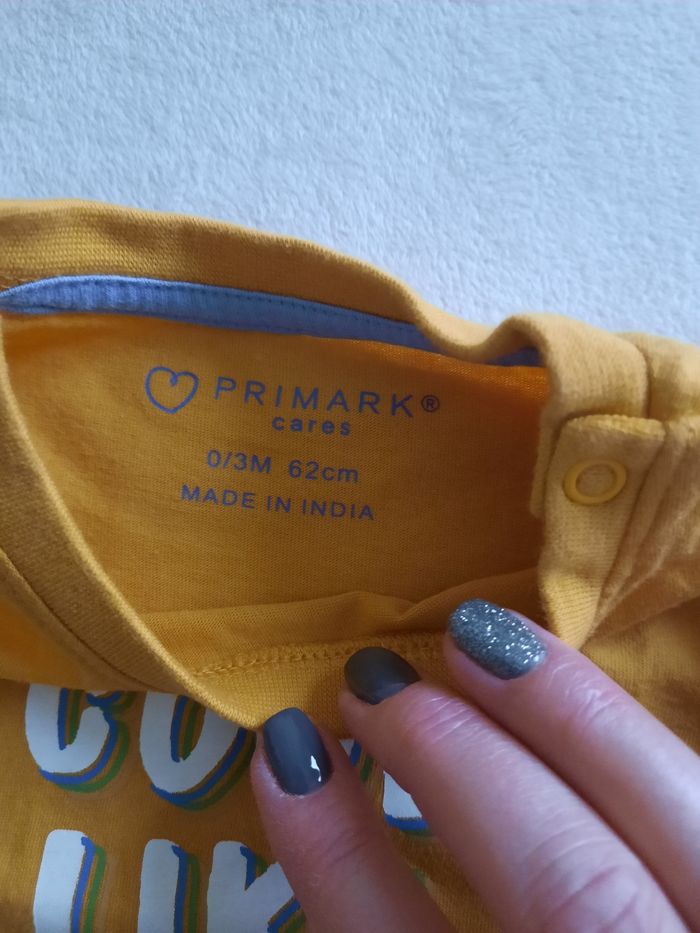 PRIMARK®
cares
0/3M 62cm
MADE IN INDIA